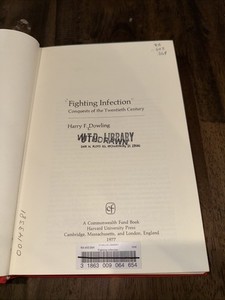 Fighting Infection
Conquests of the Twentieth Century
Harry F. Dowling
LIBRARY
WITHDRAWN
A Commonwealth Fund Book
Harvard University Press
Cambridge, Massachusetts, and London, England
1977
3 1863 009 064 654